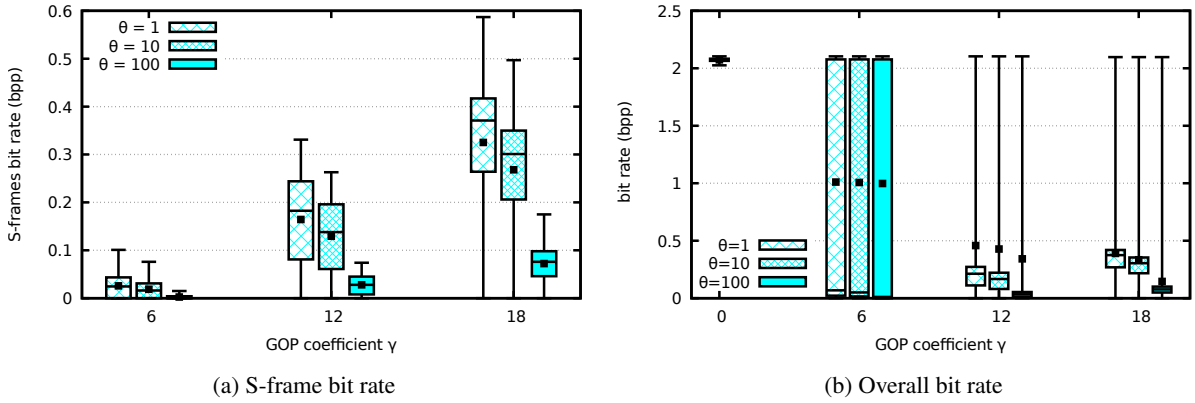 0.6
0.5
0.4
0.3
0.2
0.1
0
S-frames bit rate (bpp)
θ = 1
θ = 10
θ = 100
6 12 18
GOP coefficient γ
(a) S-frame bit rate
2.5
2
1.5
1
0.5
0
bit rate (bpp)
θ=1
θ=10
θ=100
0 6 12 18
GOP coefficient γ
(b) Overall bit rate